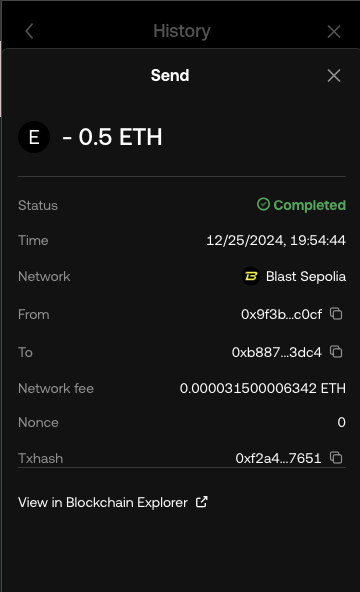 History
Send
E - 0.5 ETH
Status Completed
Time 12/25/2024, 19:54:44
Network Blast Sepolia
From 0x9f3b...c0cf
To 0xb887...3dc4
Network fee 0.000031500006342 ETH
Nonce 0
Txhash 0xf2a4...7651
View in Blockchain Explorer